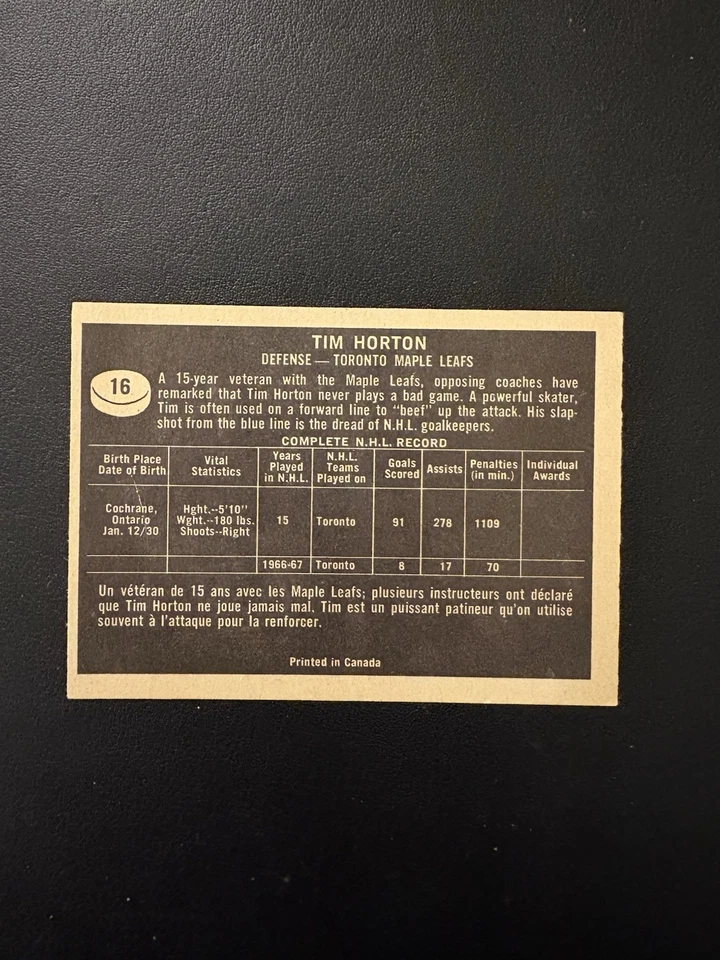 TIM HORTON
DEFENSE — TORONTO MAPLE LEAFS
16
A 15-year veteran with the Maple Leafs, opposing coaches have
remarked that Tim Horton never plays a bad game. A powerful skater,
Tim is often used on a forward line to "beef" up the attack. His slap-
shot from the blue line is the dread of N.H.L. goalkeepers.
COMPLETE N.H.L. RECORD
Birth Place
Date of Birth
Vital
Statistics
Years
Played
in N.H.L.
N.H.L.
Teams
Played on
Goals
Scored
Assists
Penalties
(in min.)
Individual
Awards
Cochrane,
Ontario
Jan. 12/30
Hght.--5'10"
Wght.--180 lbs.
Shoots--Right
15
Toronto
91
278
1109
1966-67
Toronto
8
17
70
Un vétéran de 15 ans avec les Maple Leafs; plusieurs instructeurs ont déclaré
que Tim Horton ne joue jamais mal. Tim est un puissant patineur qu'on utilise
souvent à l'attaque pour la renforcer.
Printed in Canada